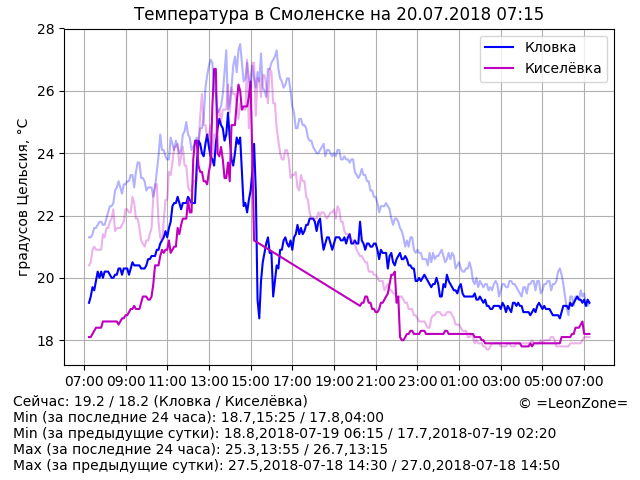 Температура в Смоленске на 20.07.2018 07:15
28
26
24
22
20
18
градусов Цельсия, °C
Кловка
Киселёвка
07:00 09:00 11:00 13:00 15:00 17:00 19:00 21:00 23:00 01:00 03:00 05:00 07:00
Сейчас: 19.2 / 18.2 (Кловка / Киселёвка)
© =LeonZone=
Min (за последние 24 часа): 18.7,15:25 / 17.8,04:00
Min (за предыдущие сутки): 18.8,2018-07-19 06:15 / 17.7,2018-07-19 02:20
Max (за последние 24 часа): 25.3,13:55 / 26.7,13:15
Max (за предыдущие сутки): 27.5,2018-07-18 14:30 / 27.0,2018-07-18 14:50